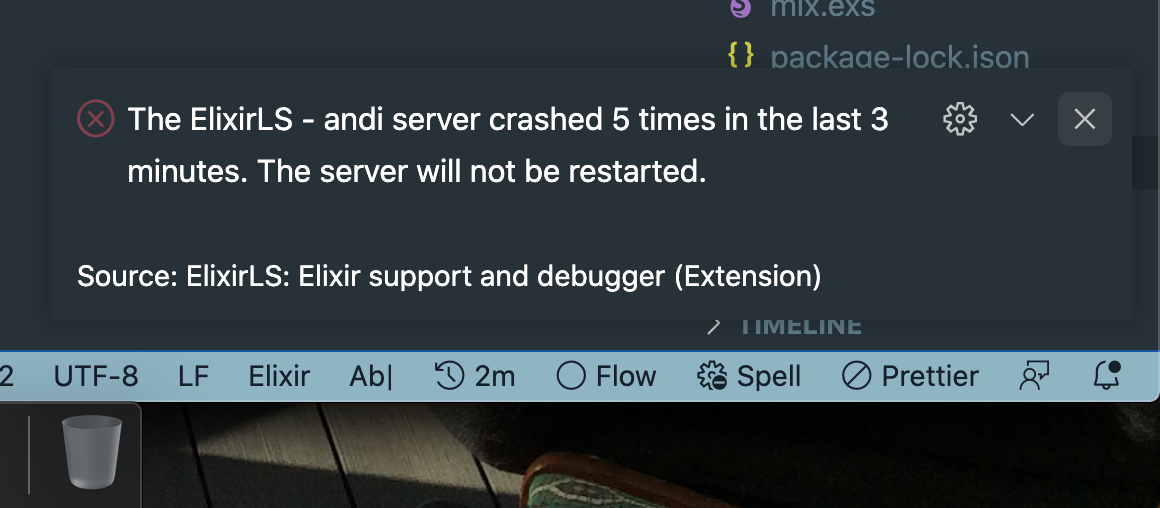 mix.exs
{} package-lock.json
The ElixirLS - andi server crashed 5 times in the last 3
minutes. The server will not be restarted.
Source: ElixirLS: Elixir support and debugger (Extension)
TIMELINE
2 UTF-8 LF Elixir Ab| 2m Flow Spell Prettier